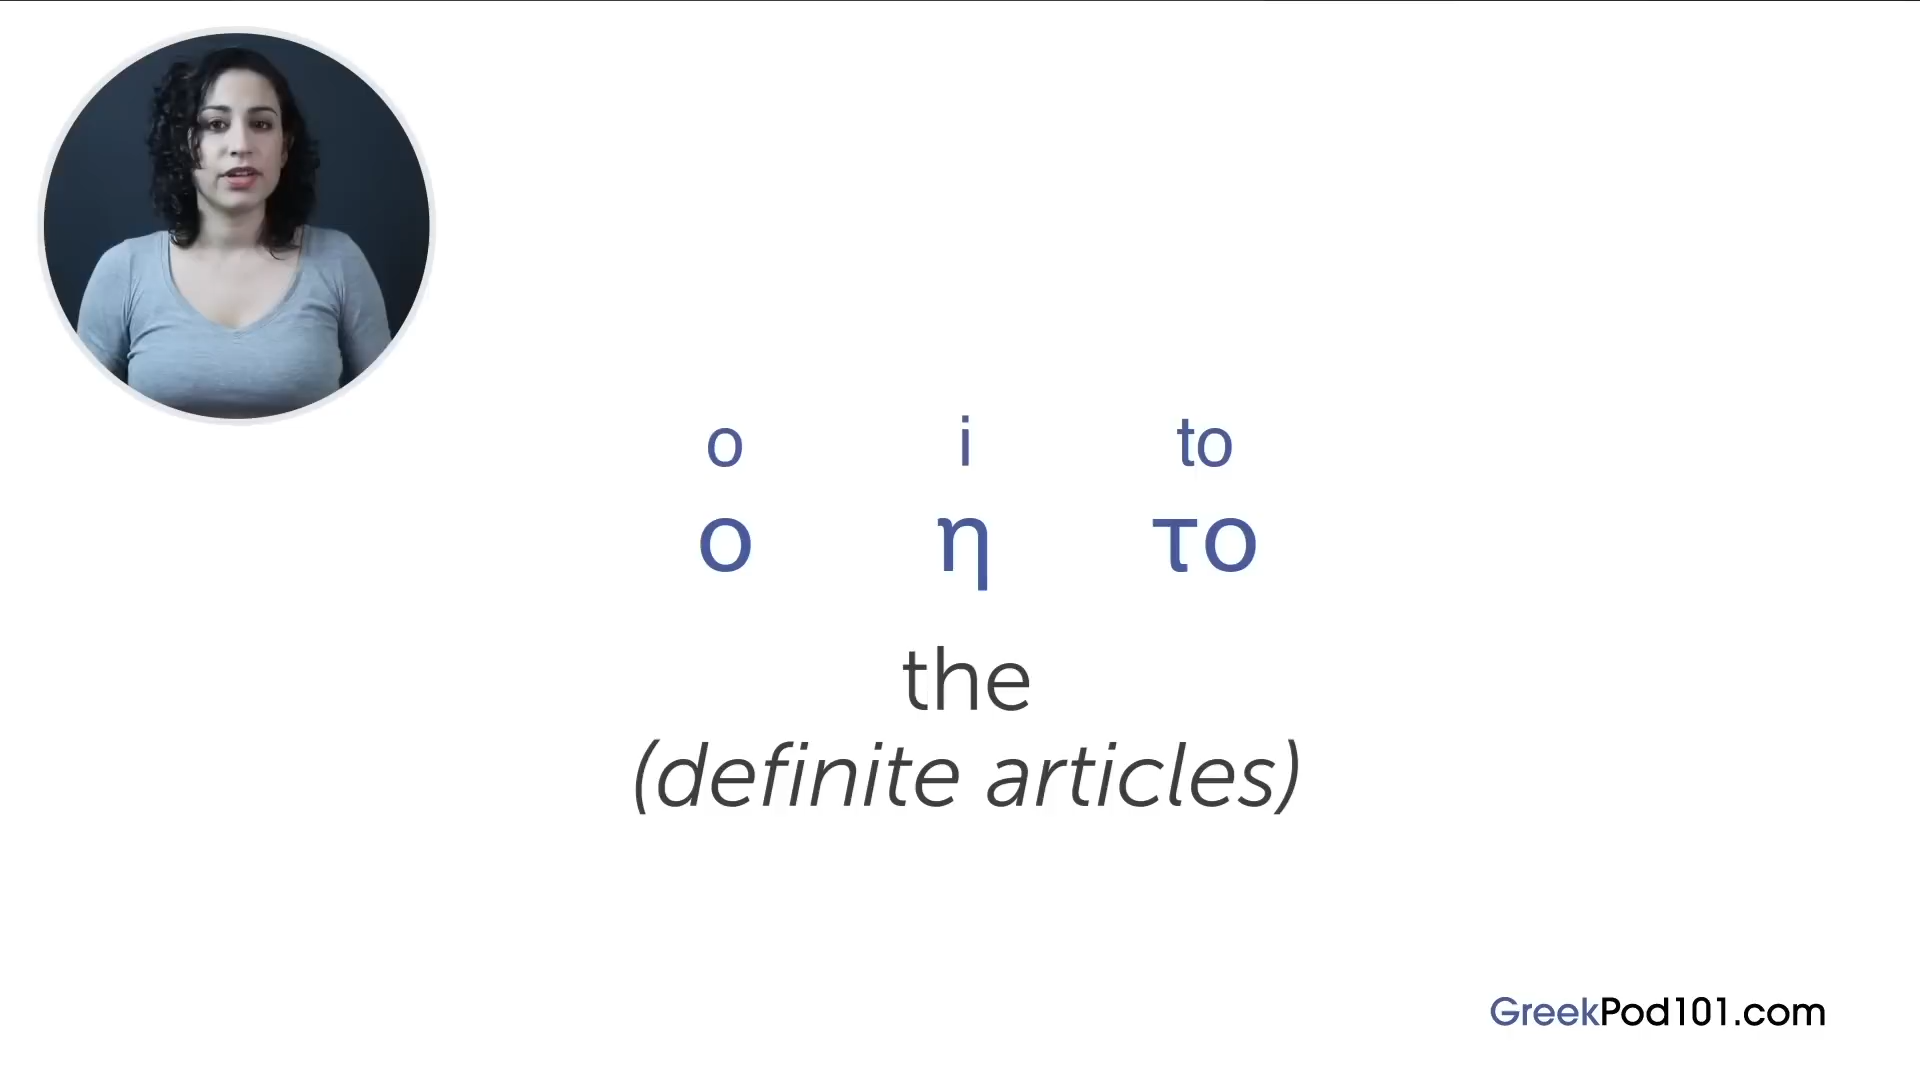 o i to
ο η το
the
(definite articles)
GreekPod101.com